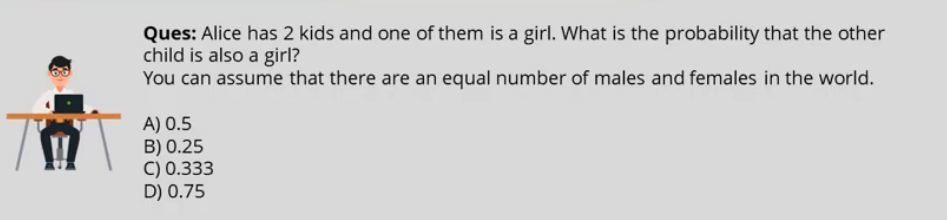 Ques: Alice has 2 kids and one of them is a girl. What is the probability that the other
child is also a girl?
You can assume that there are an equal number of males and females in the world.
A) 0.5
B) 0.25
C) 0.333
D) 0.75